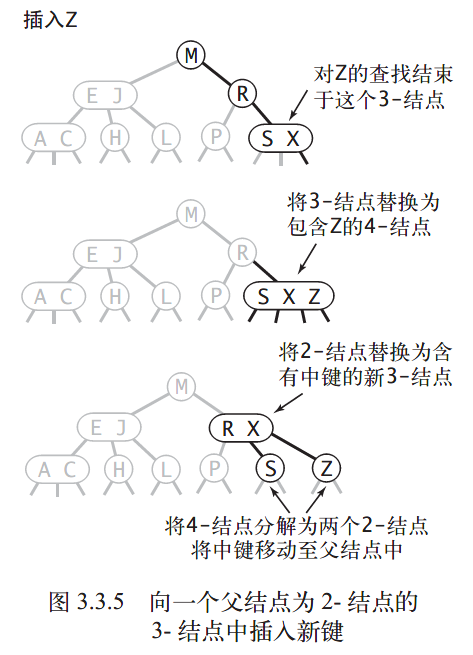 插入Z
M
E J
R
对Z的查找结束
于这个3-结点
A C
H
L
P
S X
将3-结点替换为
包含Z的4-结点
M
E J
R
A C
H
L
P
S X Z
将2-结点替换为含
有中键的新3-结点
M
E J
R X
A C
H
L
P
S
Z
将4-结点分解为两个2-结点
将中键移动至父结点中
图 3.3.5 向一个父结点为 2- 结点的
3- 结点中插入新键